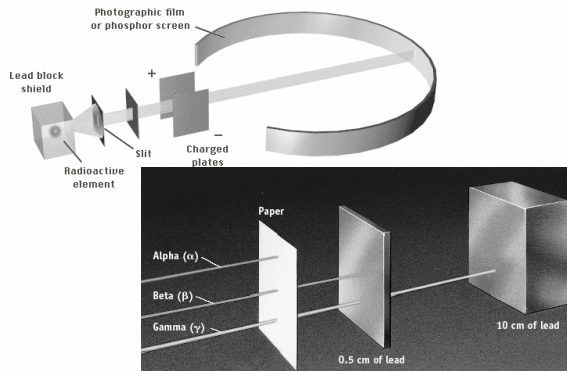 Photographic film
or phosphor screen
Lead block
shield
+
Slit
−
Charged
plates
Radioactive
element
Paper
Alpha (α)
Beta (β)
Gamma (γ)
0.5 cm of lead
10 cm of lead